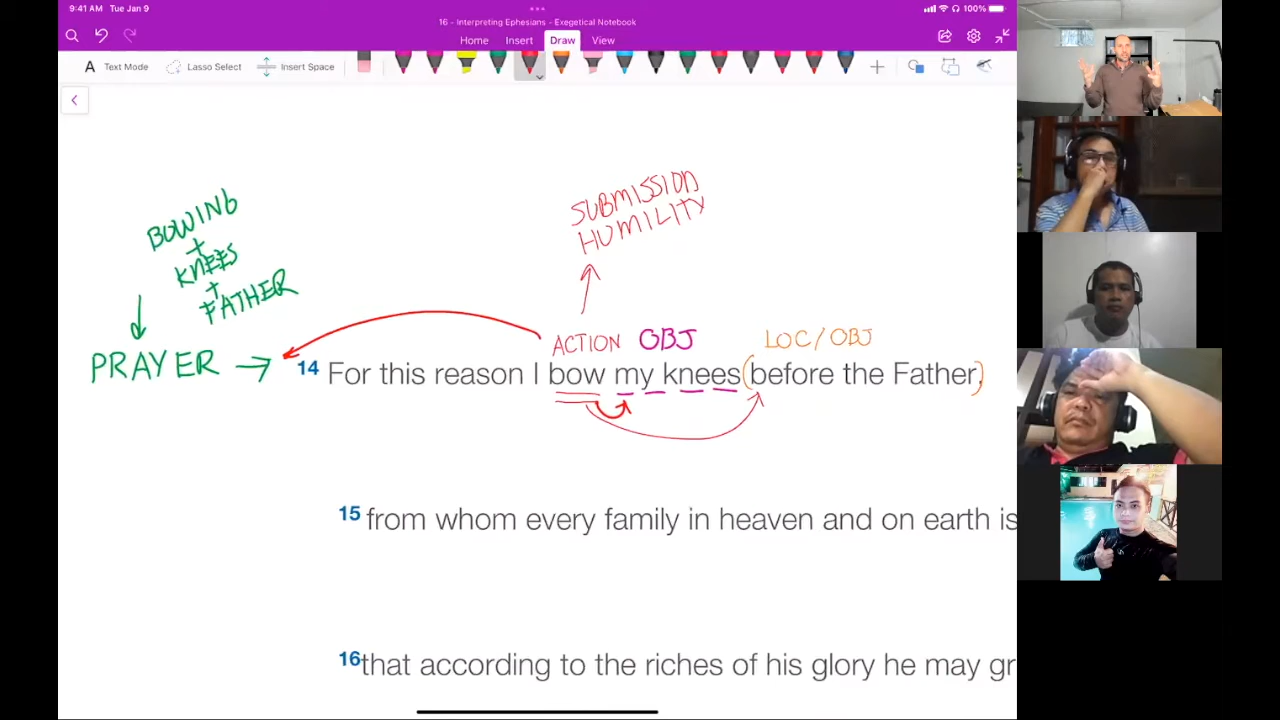 9:41 AM Tue Jan 9
100%
16 - Interpreting Ephesians - Exegetical Notebook
Home Insert Draw View
A Text Mode Lasso Select Insert Space
SUBMISSION
HUMILITY
BOWING
+
KNEES
+
FATHER
PRAYER →
ACTION OBJ LOC/OBJ
14 For this reason I bow my knees (before the Father,)
15 from whom every family in heaven and on earth is
16 that according to the riches of his glory he may gr